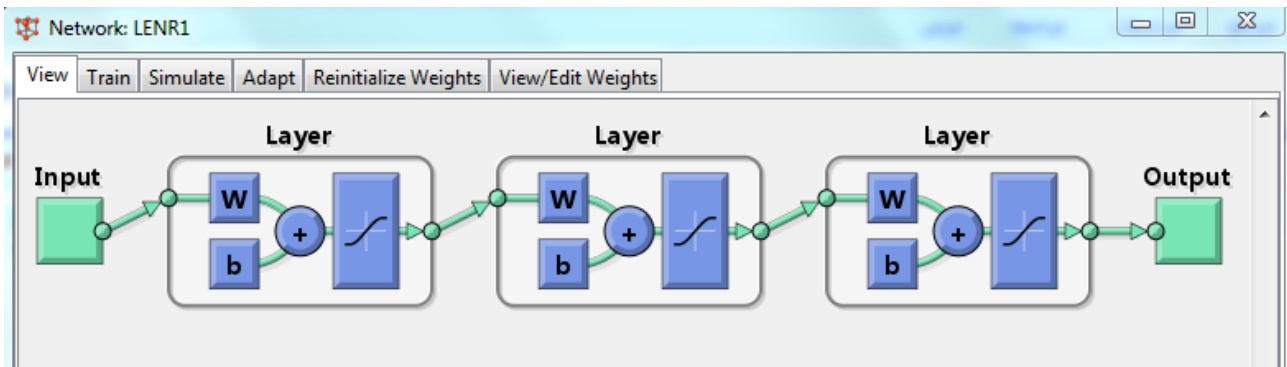 Network: LENR1
View Train Simulate Adapt Reinitialize Weights View/Edit Weights
Layer Layer Layer
Input Output
W W W
+ + +
b b b